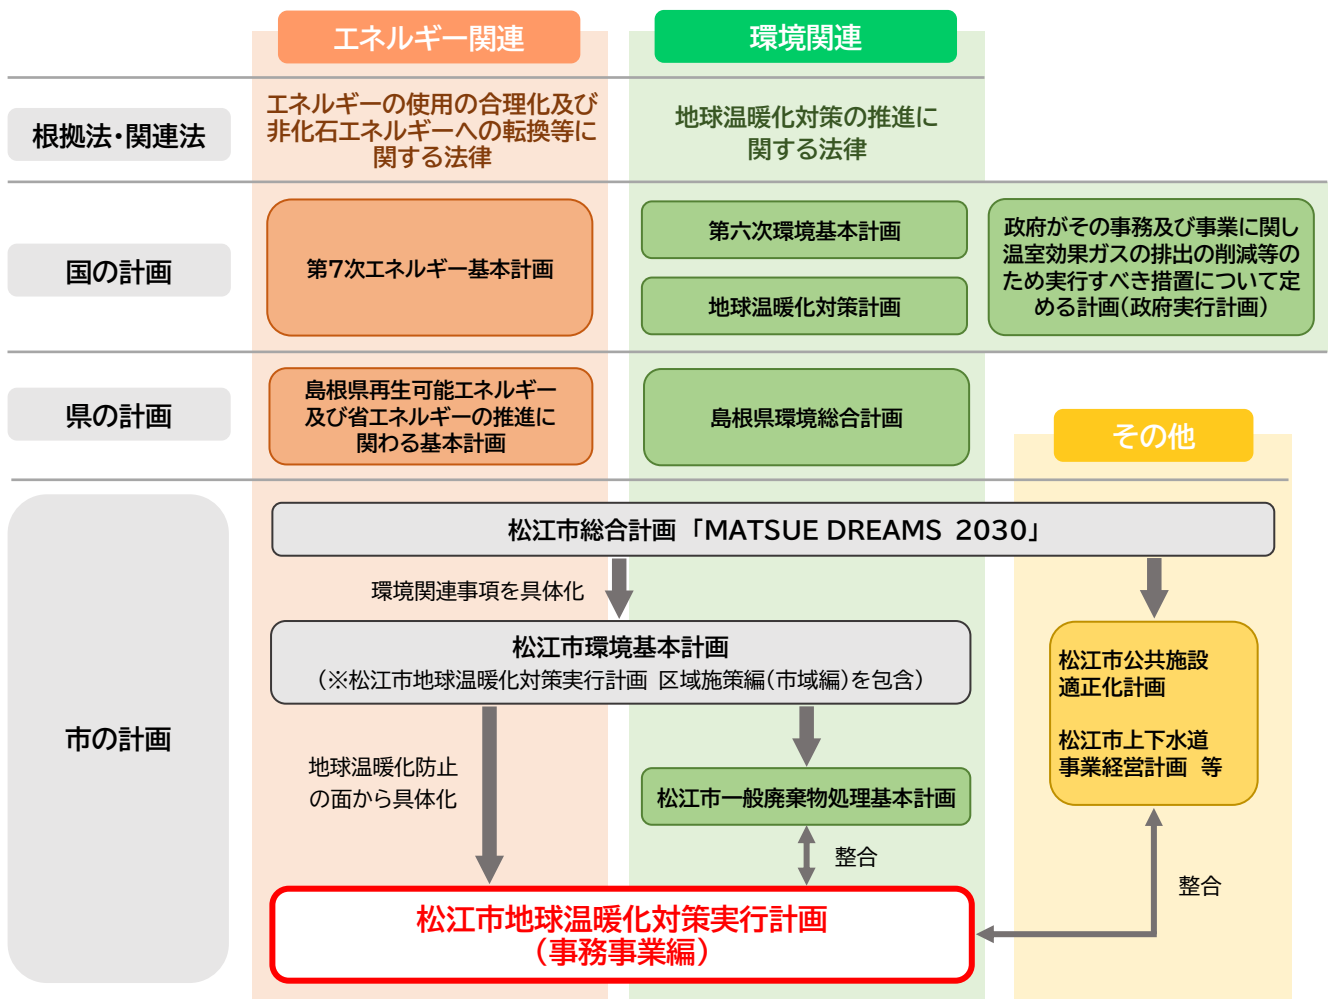 エネルギー関連
環境関連
根拠法・関連法
エネルギーの使用の合理化及び
非化石エネルギーへの転換等に
関する法律
地球温暖化対策の推進に
関する法律
国の計画
第7次エネルギー基本計画
第六次環境基本計画
地球温暖化対策計画
政府がその事務及び事業に関し
温室効果ガスの排出の削減等の
ため実行すべき措置について定
める計画(政府実行計画)
県の計画
島根県再生可能エネルギー
及び省エネルギーの推進に
関わる基本計画
島根県環境総合計画
その他
市の計画
松江市総合計画「MATSUE DREAMS 2030」
環境関連事項を具体化
松江市環境基本計画
(※松江市地球温暖化対策実行計画 区域施策編(市域編)を包含)
松江市公共施設
適正化計画
松江市上下水道
事業経営計画 等
地球温暖化防止
の面から具体化
松江市一般廃棄物処理基本計画
整合
整合
松江市地球温暖化対策実行計画
(事務事業編)